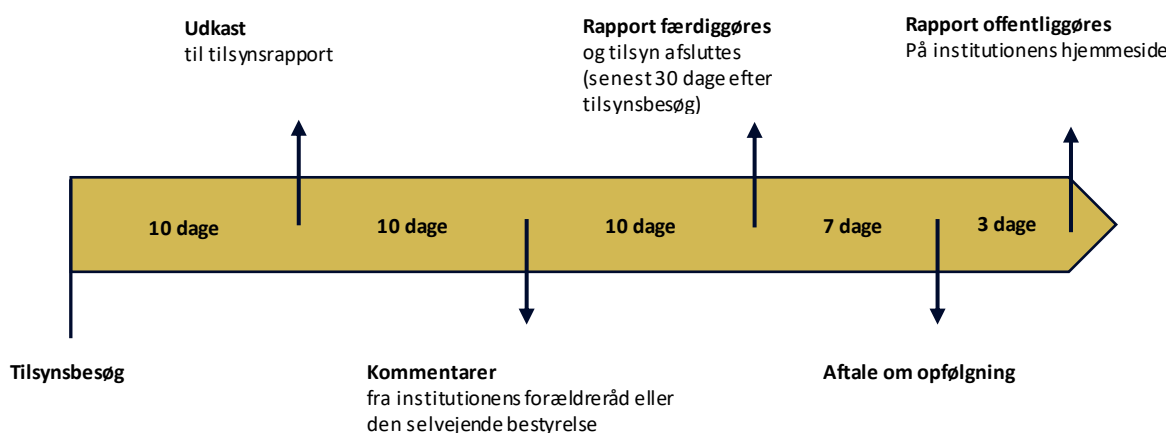 Udkast
til tilsynsrapport
Rapport færdiggøres
og tilsyn afsluttes
(senest 30 dage efter
tilsynsbesøg)
Rapport offentliggøres
På institutionens hjemmeside
10 dage
10 dage
10 dage
7 dage
3 dage
Tilsynsbesøg
Kommentarer
fra institutionens forældreråd eller
den selvejende bestyrelse
Aftale om opfølgning